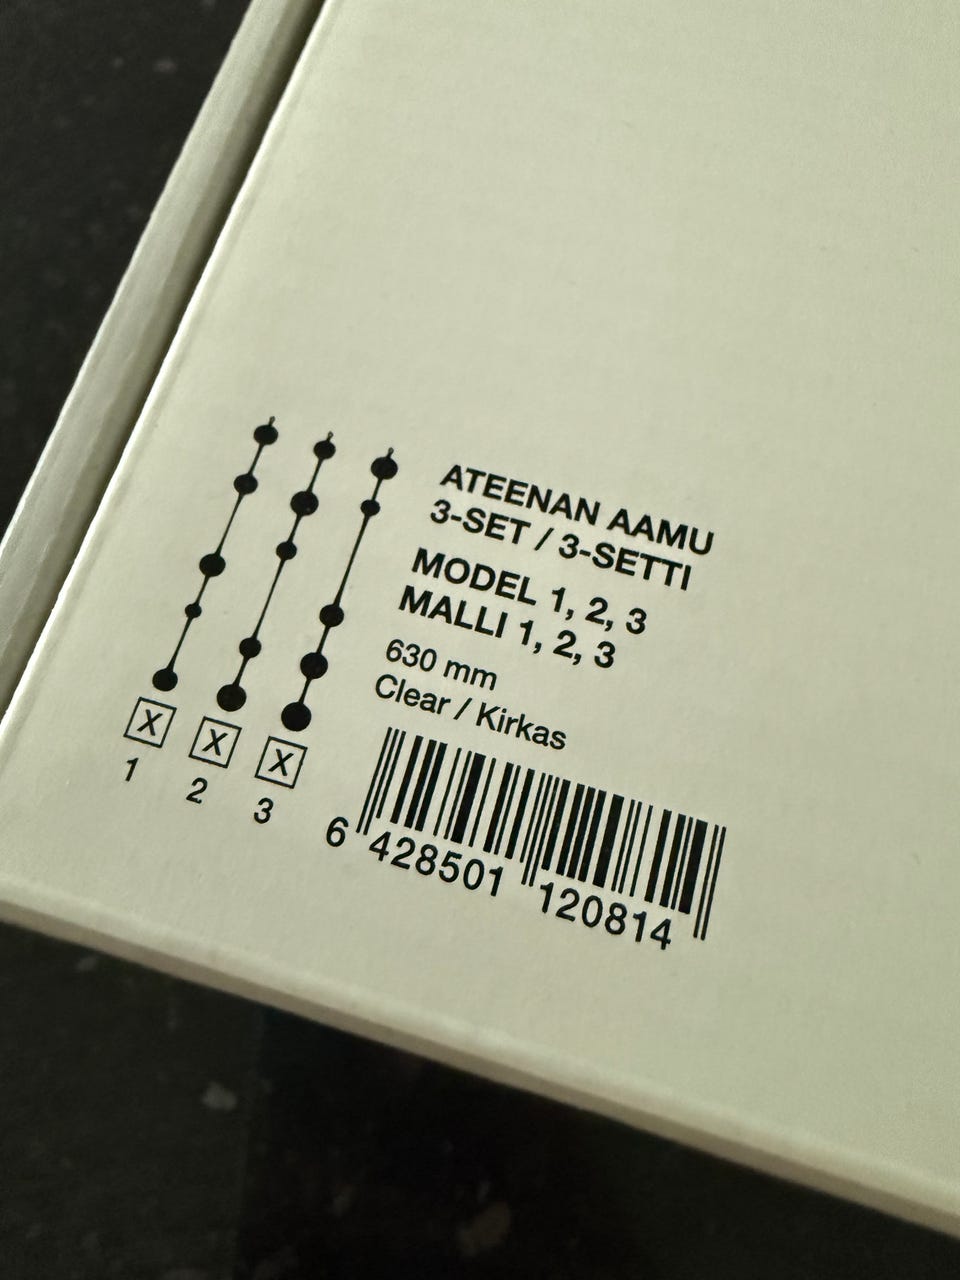 ATEENAN AAMU
3-SET / 3-SETTI
MODEL 1, 2, 3
MALLI 1, 2, 3
630 mm
Clear / Kirkas
X X X
1 2 3
6 428501 120814